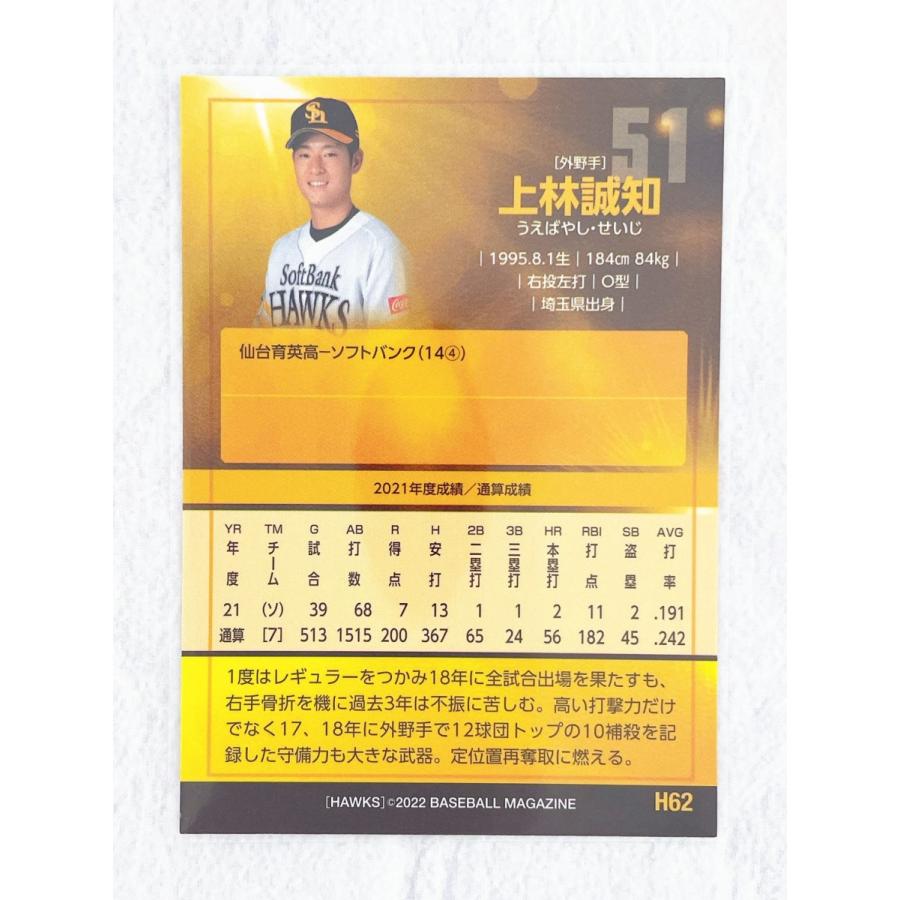 51
[外野手]
上林誠知
うえばやし・せいじ
|1995.8.1生|184㎝ 84㎏|
|右投左打|O型|
|埼玉県出身|
SH
SoftBank
HAWKS
仙台育英高ーソフトバンク(14④)
2021年度成績／通算成績
YR TM G AB R H 2B 3B HR RBI SB AVG
年度 チーム 試合 打数 得点 安打 二塁打 三塁打 本塁打 打点 盗塁 打率
21 (ソ) 39 68 7 13 1 1 2 11 2 .191
通算 [7] 513 1515 200 367 65 24 56 182 45 .242
1度はレギュラーをつかみ18年に全試合出場を果たすも、
右手骨折を機に過去3年は不振に苦しむ。高い打撃力だけ
でなく17、18年に外野手で12球団トップの10補殺を記
録した守備力も大きな武器。定位置再奪取に燃える。
[HAWKS]©2022 BASEBALL MAGAZINE
H62